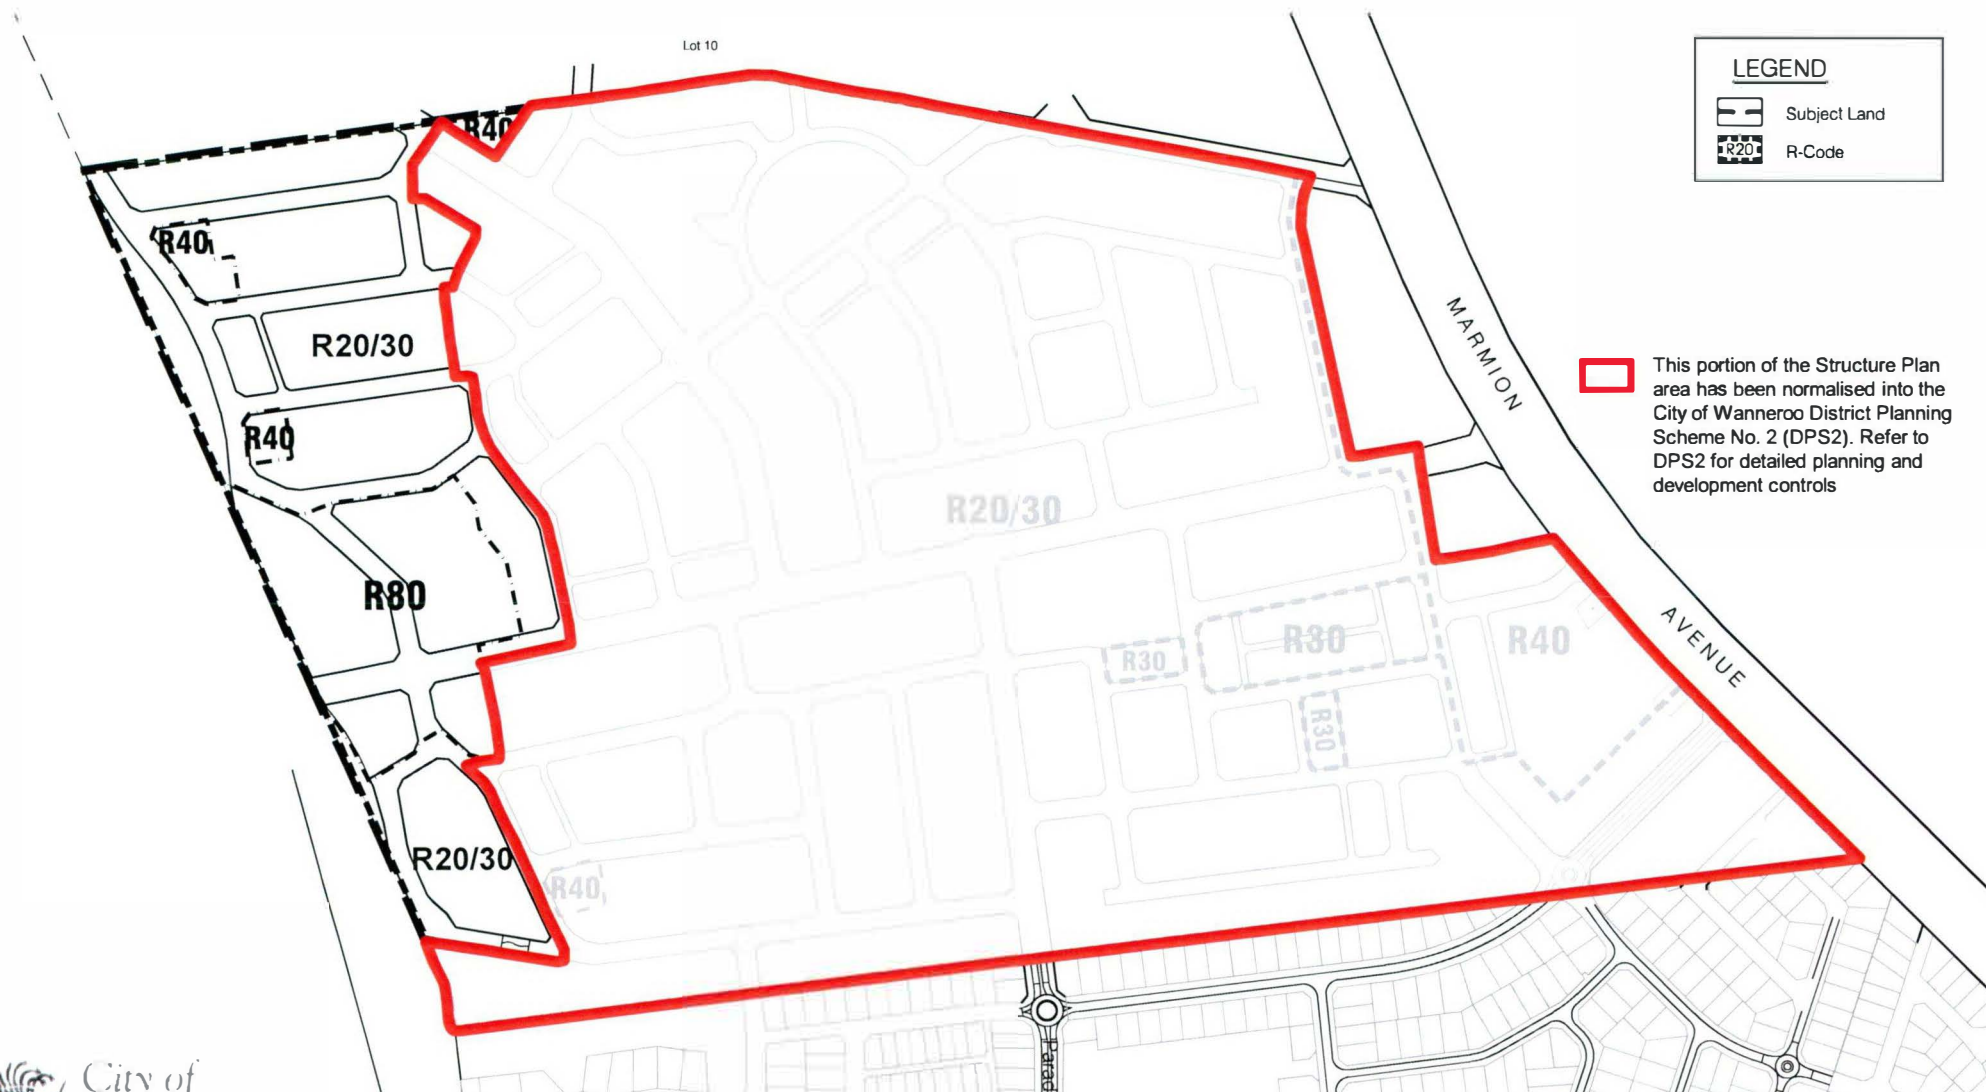 Lot 10
LEGEND
Subject Land
R20
R-Code
R40
R40
R20/30
R40
R80
R20/30
R20/30
R30
R30
R30
R40
R40
MARMION
AVENUE
This portion of the Structure Plan
area has been normalised into the
City of Wanneroo District Planning
Scheme No. 2 (DPS2). Refer to
DPS2 for detailed planning and
development controls
Parad
City of